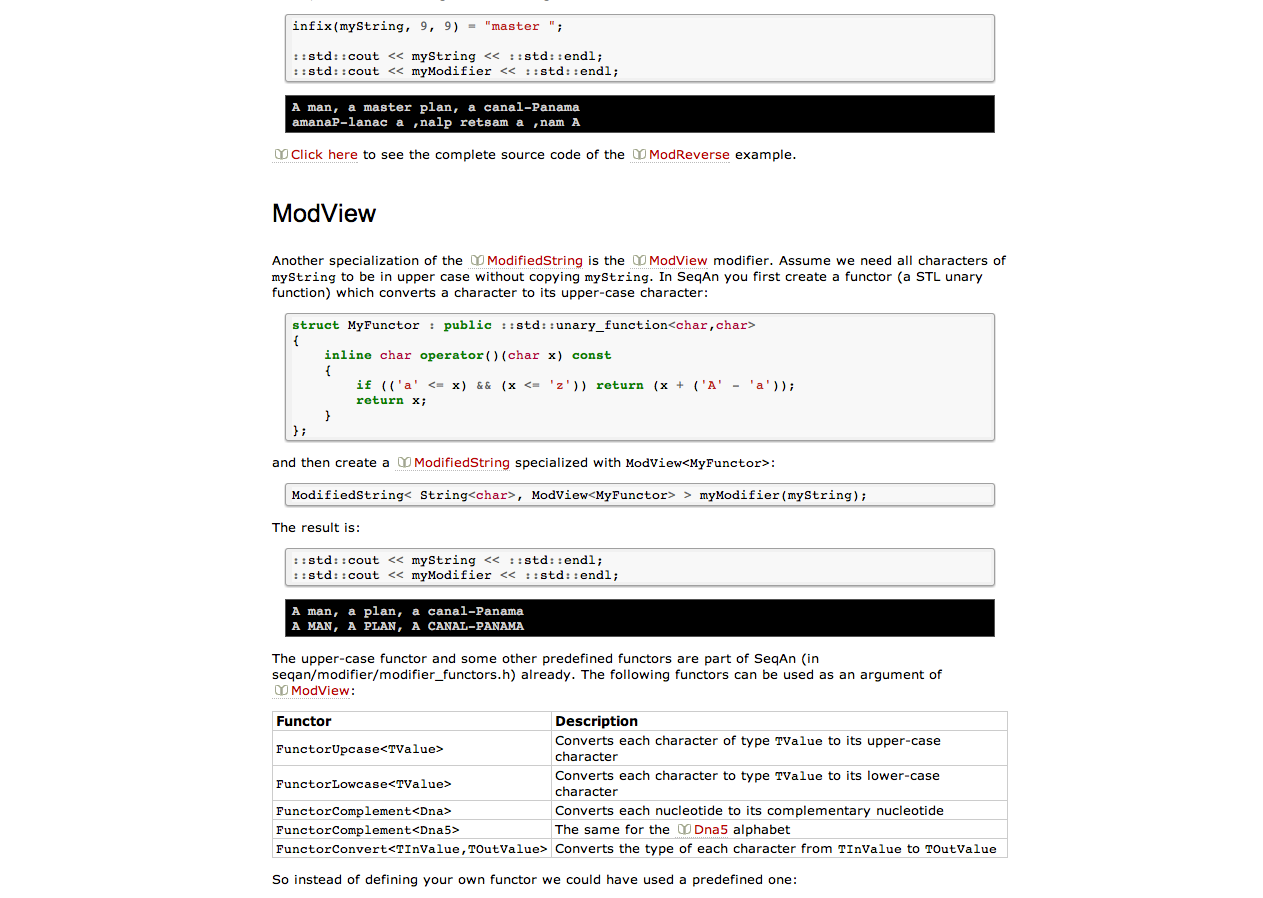 infix(myString, 9, 9) = "master ";
::std::cout << myString << ::std::endl;
::std::cout << myModifier << ::std::endl;
A man, a master plan, a canal-Panama
amanaP-lanac a ,nalp retsam a ,nam A
Click here to see the complete source code of the ModReverse example.
ModView
Another specialization of the ModifiedString is the ModView modifier. Assume we need all characters of
myString to be in upper case without copying myString. In SeqAn you first create a functor (a STL unary
function) which converts a character to its upper-case character:
struct MyFunctor : public ::std::unary_function<char,char>
{
    inline char operator()(char x) const
    {
        if (('a' <= x) && (x <= 'z')) return (x + ('A' - 'a'));
        return x;
    }
};
and then create a ModifiedString specialized with ModView<MyFunctor>:
ModifiedString< String<char>, ModView<MyFunctor> > myModifier(myString);
The result is:
::std::cout << myString << ::std::endl;
::std::cout << myModifier << ::std::endl;
A man, a plan, a canal-Panama
A MAN, A PLAN, A CANAL-PANAMA
The upper-case functor and some other predefined functors are part of SeqAn (in
seqan/modifier/modifier_functors.h) already. The following functors can be used as an argument of
ModView:
Functor Description
FunctorUpcase<TValue> Converts each character of type TValue to its upper-case
character
FunctorLowcase<TValue> Converts each character to type TValue to its lower-case
character
FunctorComplement<Dna> Converts each nucleotide to its complementary nucleotide
FunctorComplement<Dna5> The same for the Dna5 alphabet
FunctorConvert<TInValue,TOutValue> Converts the type of each character from TInValue to TOutValue
So instead of defining your own functor we could have used a predefined one: